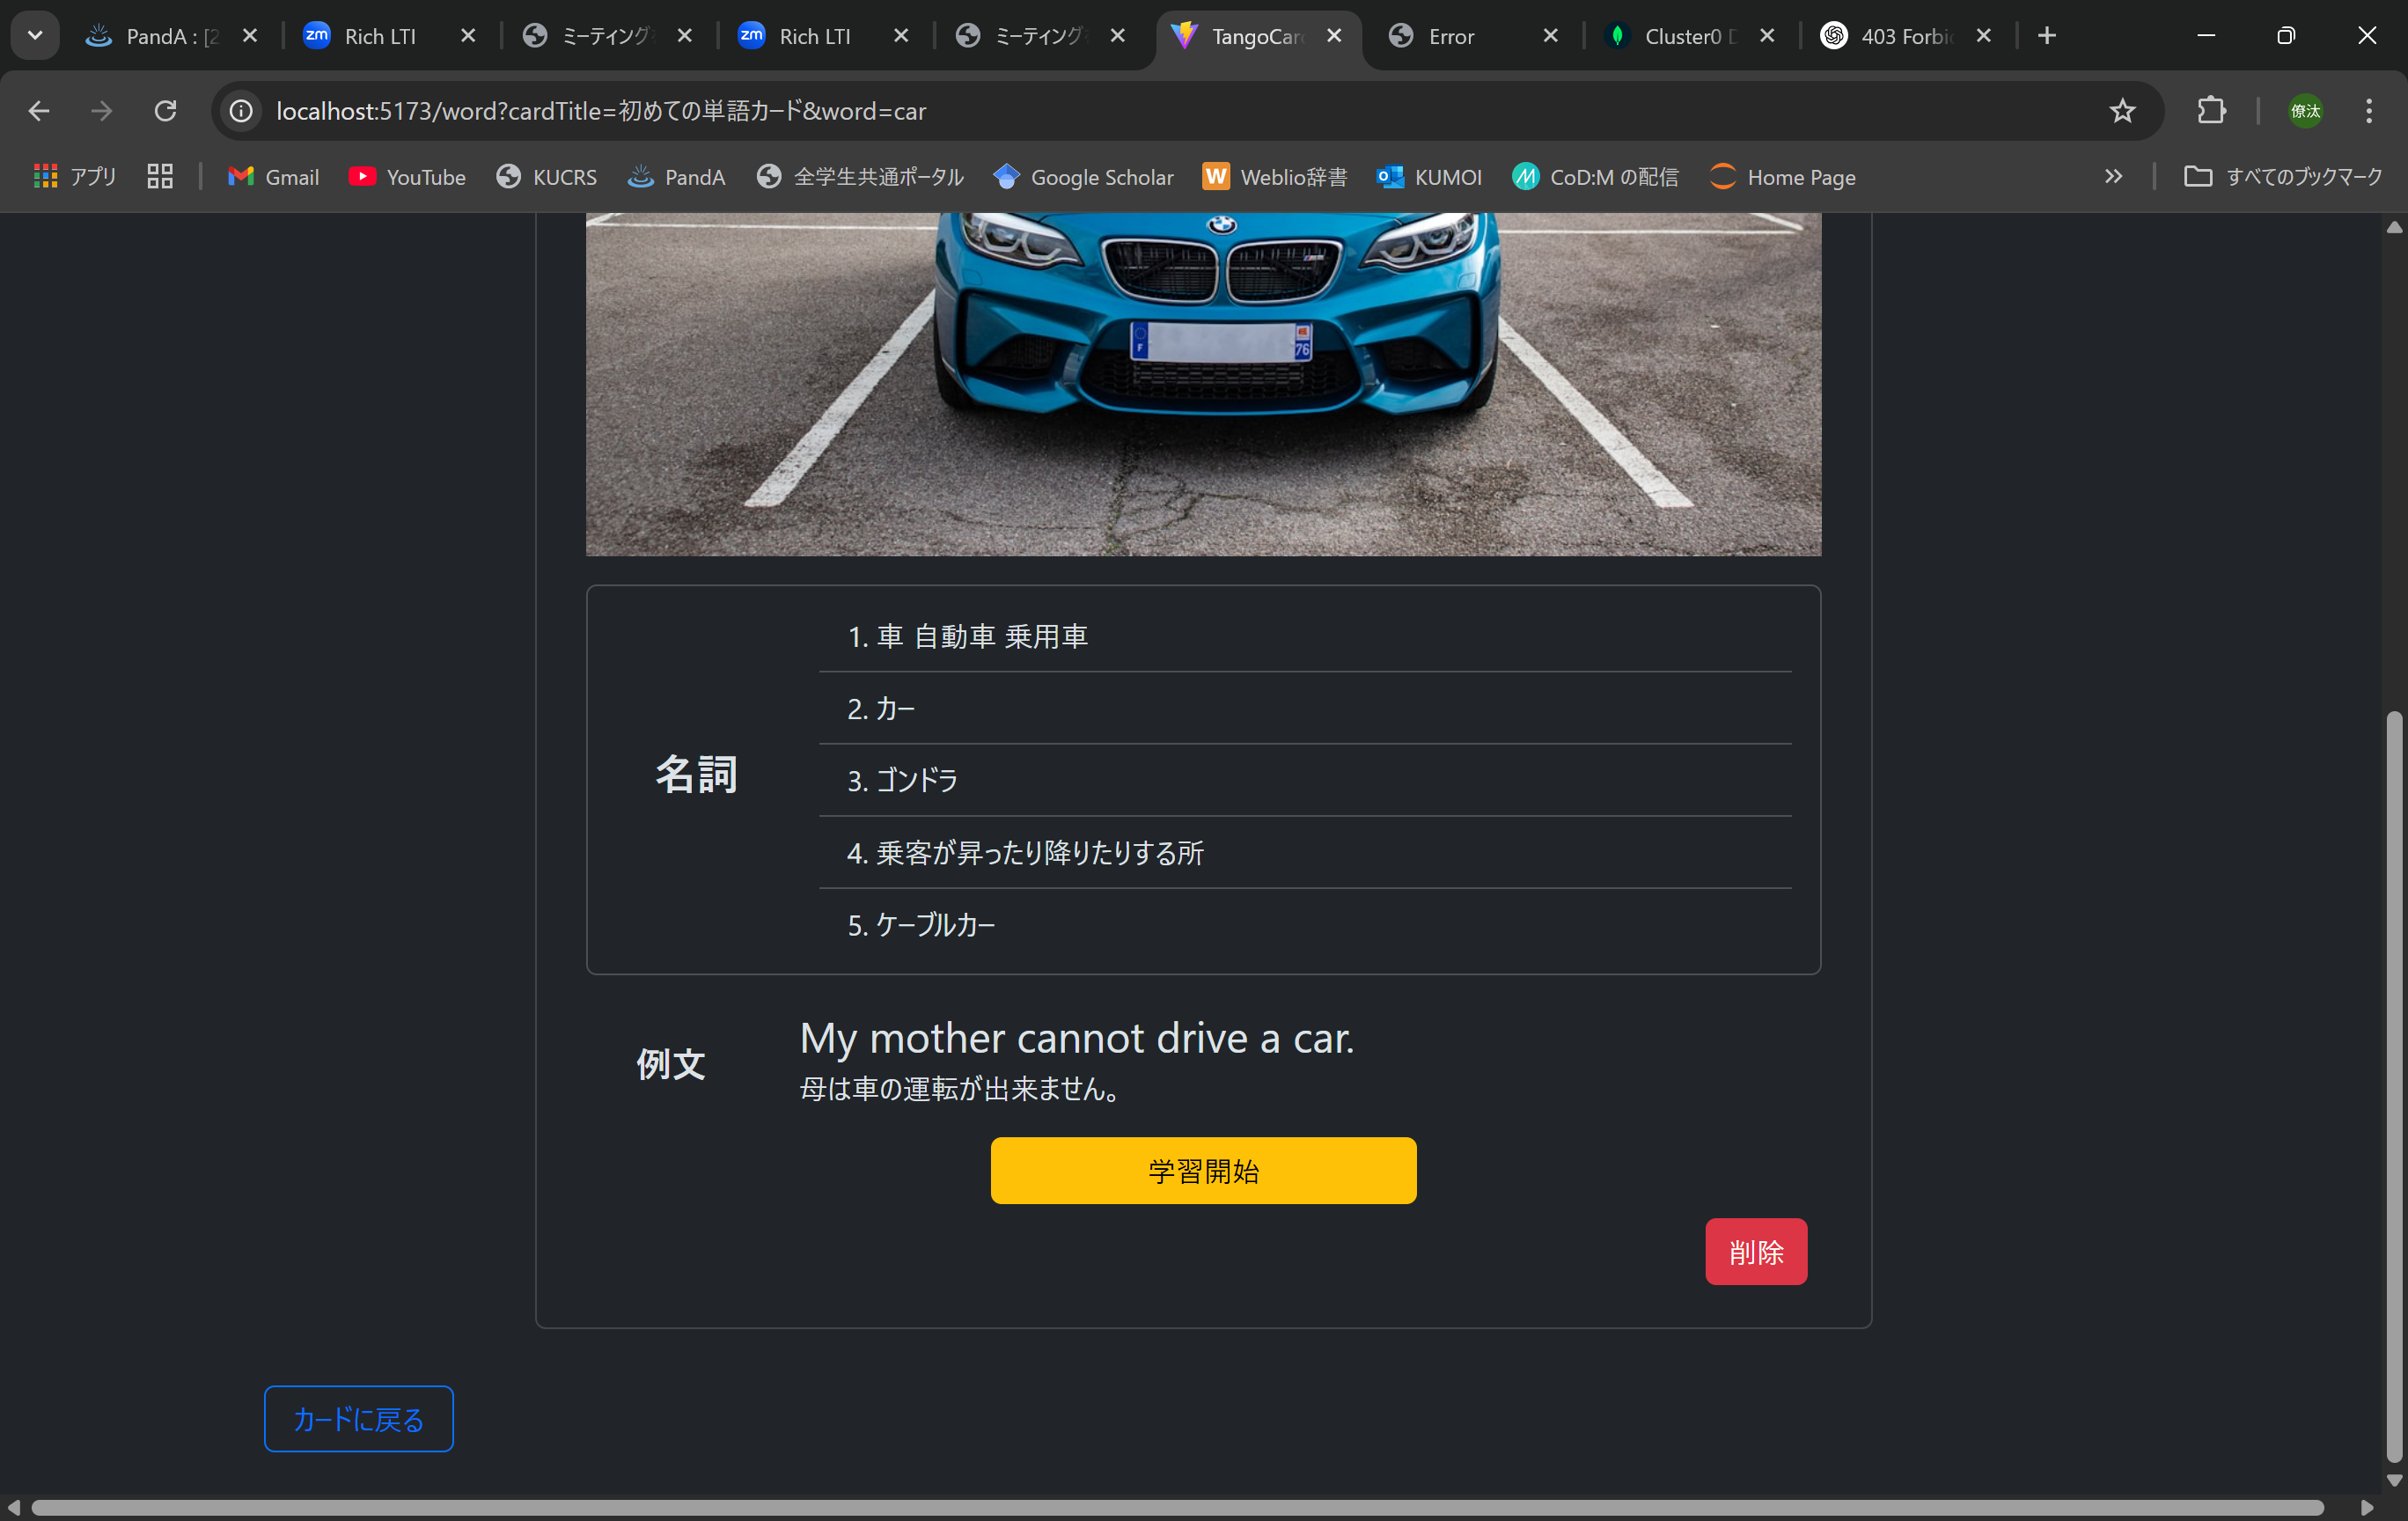 PandA : [2
Rich LTI
ミーティング
Rich LTI
ミーティング
TangoCar
Error
Cluster0 D
403 Forbi
localhost:5173/word?cardTitle=初めての単語カード&word=car
僚汰
アプリ
Gmail
YouTube
KUCRS
PandA
全学生共通ポータル
Google Scholar
Weblio辞書
KUMOI
CoD:M の配信
Home Page
すべてのブックマーク
F
76
名詞
1. 車 自動車 乗用車
2. カー
3. ゴンドラ
4. 乗客が昇ったり降りたりする所
5. ケーブルカー
例文
My mother cannot drive a car.
母は車の運転が出来ません。
学習開始
削除
カードに戻る